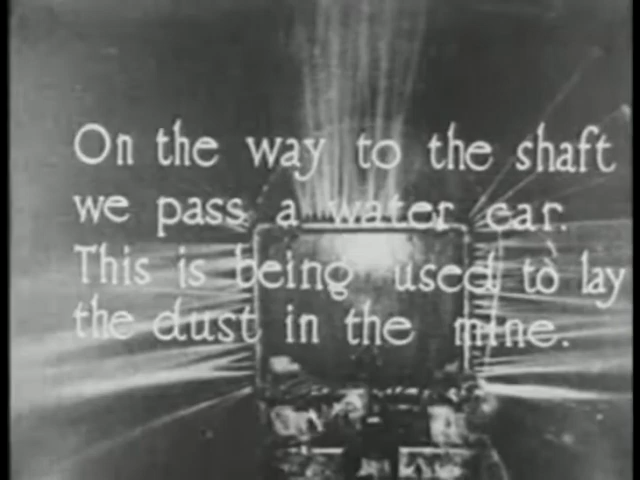 On the way to the shaft
we pass a water car.
This is being used to lay
the dust in the mine.